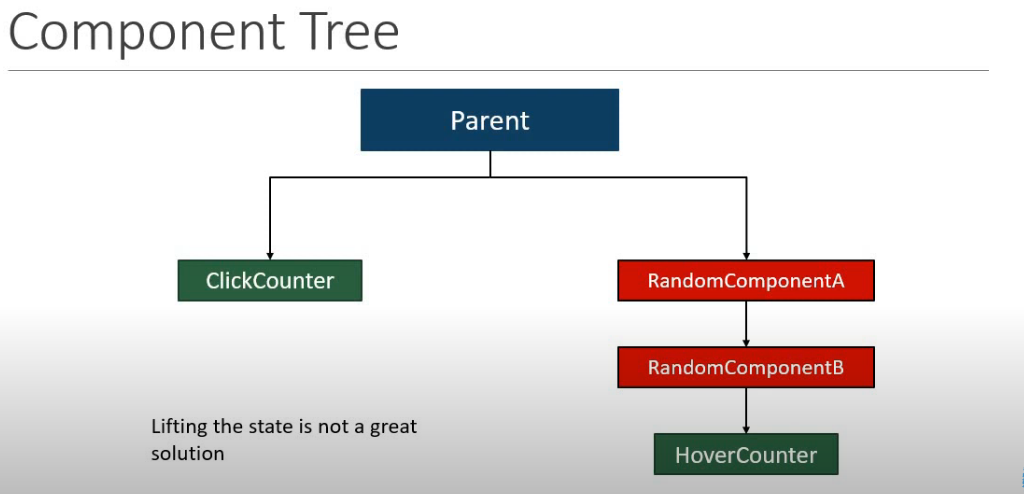 Component Tree
Parent
ClickCounter
RandomComponentA
RandomComponentB
HoverCounter
Lifting the state is not a great
solution